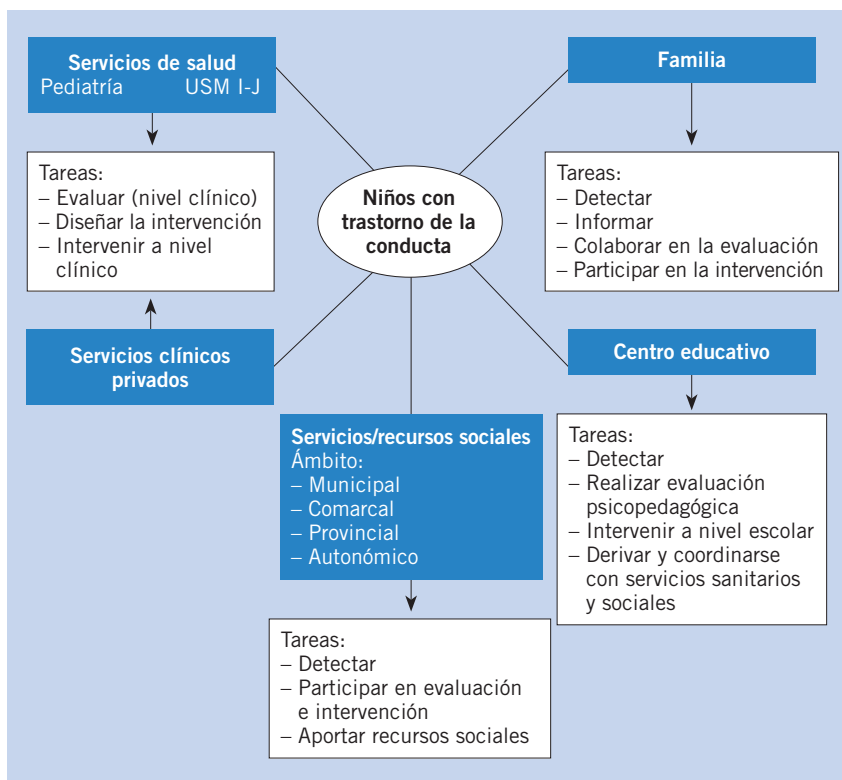 Servicios de salud
Pediatría USM I-J
Tareas:
– Evaluar (nivel clínico)
– Diseñar la intervención
– Intervenir a nivel
clínico
Servicios clínicos
privados
Niños con
trastorno de la
conducta
Familia
Tareas:
– Detectar
– Informar
– Colaborar en la evaluación
– Participar en la intervención
Centro educativo
Tareas:
– Detectar
– Realizar evaluación
psicopedagógica
– Intervenir a nivel escolar
– Derivar y coordinarse
con servicios sanitarios
y sociales
Servicios/recursos sociales
Ámbito:
– Municipal
– Comarcal
– Provincial
– Autonómico
Tareas:
– Detectar
– Participar en evaluación
e intervención
– Aportar recursos sociales